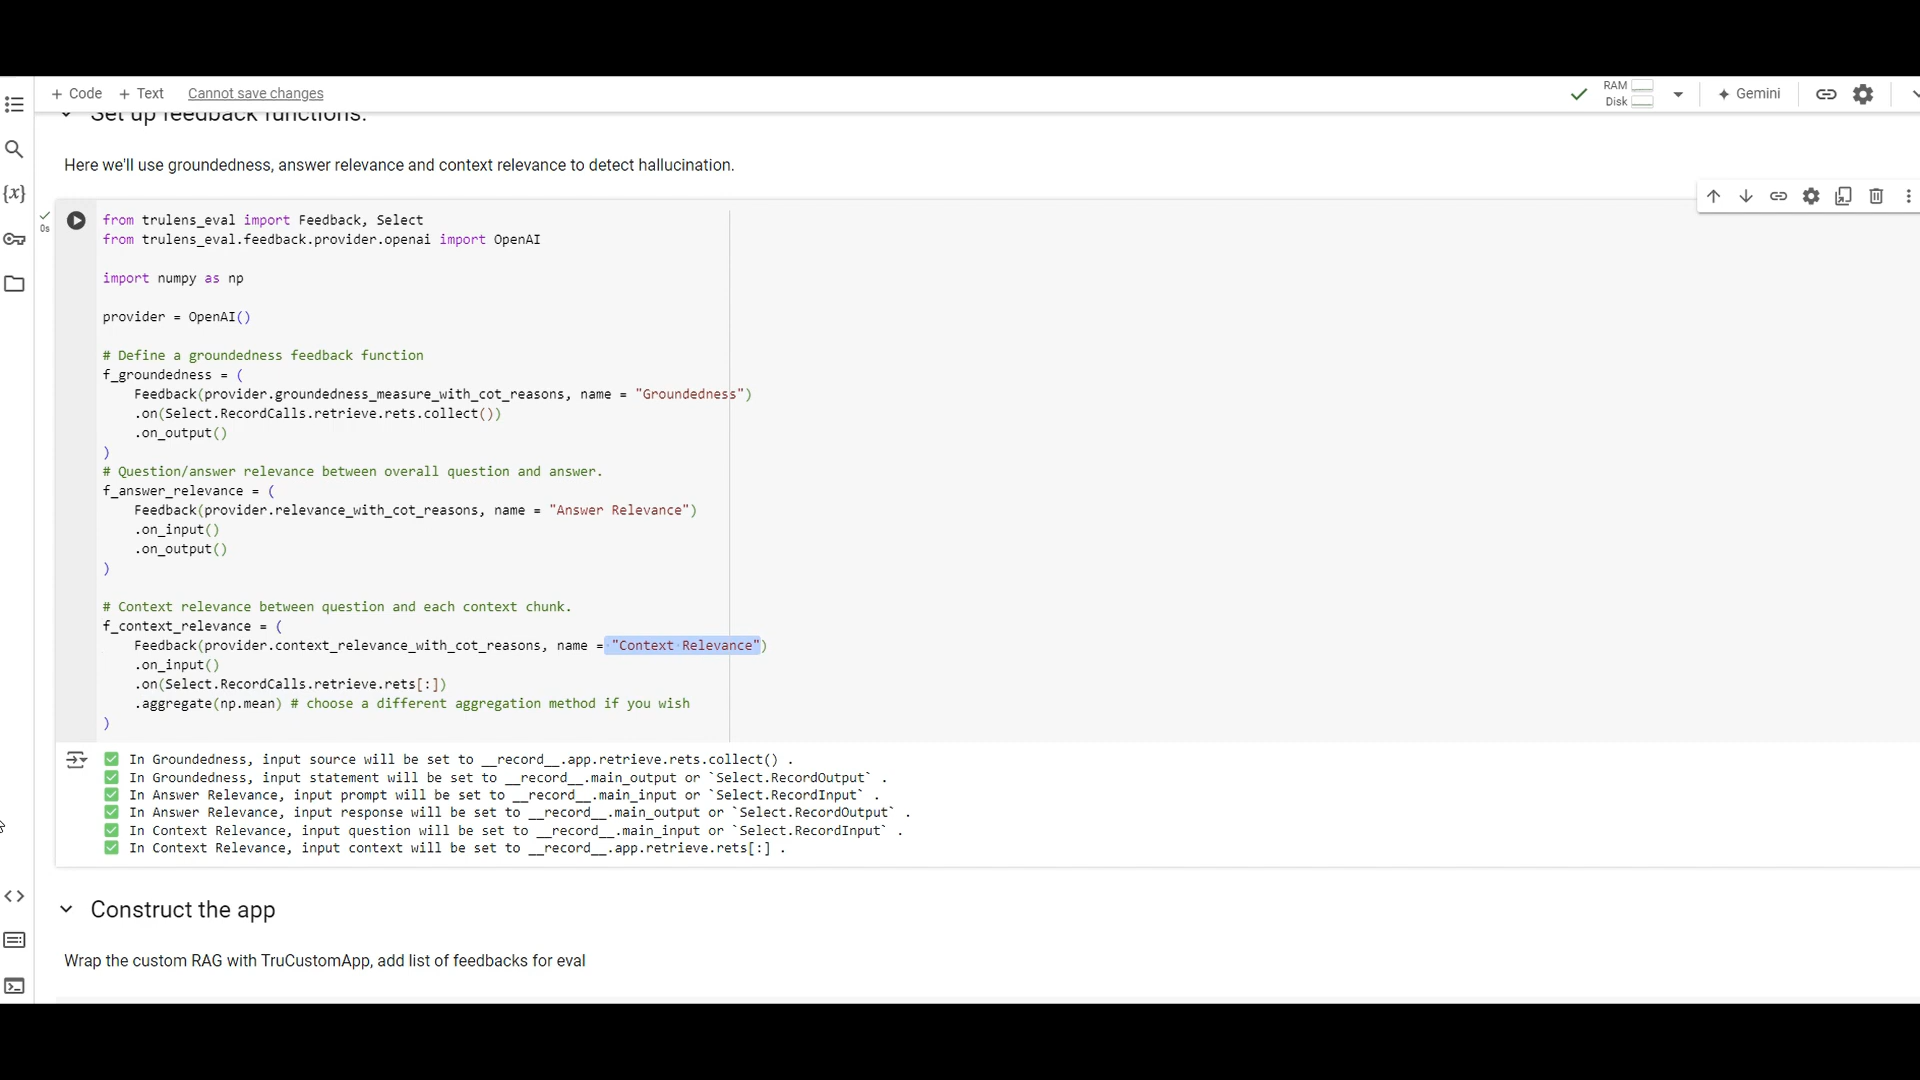 + Code + Text Cannot save changes
RAM
Disk
Gemini
Set up feedback functions.
Here we'll use groundedness, answer relevance and context relevance to detect hallucination.
{x}
0s
from trulens_eval import Feedback, Select
from trulens_eval.feedback.provider.openai import OpenAI
import numpy as np
provider = OpenAI()
# Define a groundedness feedback function
f_groundedness = (
Feedback(provider.groundedness_measure_with_cot_reasons, name = "Groundedness")
.on(Select.RecordCalls.retrieve.rets.collect())
.on_output()
)
# Question/answer relevance between overall question and answer.
f_answer_relevance = (
Feedback(provider.relevance_with_cot_reasons, name = "Answer Relevance")
.on_input()
.on_output()
)
# Context relevance between question and each context chunk.
f_context_relevance = (
Feedback(provider.context_relevance_with_cot_reasons, name = "Context Relevance")
.on_input()
.on(Select.RecordCalls.retrieve.rets[:])
.aggregate(np.mean) # choose a different aggregation method if you wish
)
✅ In Groundedness, input source will be set to __record__.app.retrieve.rets.collect() .
✅ In Groundedness, input statement will be set to __record__.main_output or `Select.RecordOutput` .
✅ In Answer Relevance, input prompt will be set to __record__.main_input or `Select.RecordInput` .
✅ In Answer Relevance, input response will be set to __record__.main_output or `Select.RecordOutput` .
✅ In Context Relevance, input question will be set to __record__.main_input or `Select.RecordInput` .
✅ In Context Relevance, input context will be set to __record__.app.retrieve.rets[:] .
Construct the app
Wrap the custom RAG with TruCustomApp, add list of feedbacks for eval